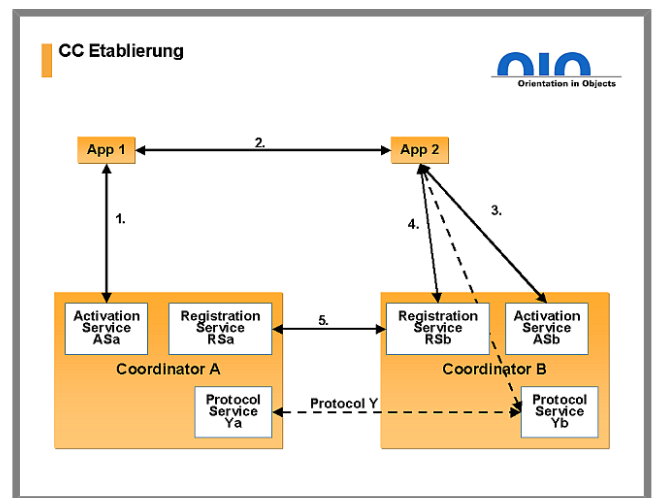 CC Etablierung
OIO
Orientation in Objects
App 1
2.
App 2
1.
4.
3.
Activation
Service
ASa
Registration
Service
RSa
5.
Registration
Service
RSb
Activation
Service
ASb
Coordinator A
Coordinator B
Protocol
Service
Ya
Protocol Y
Protocol
Service
Yb